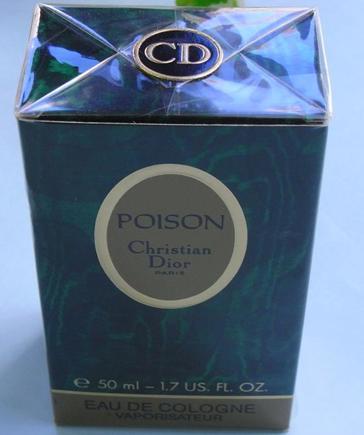 CD
POISON
Christian
Dior
PARIS
e 50 ml – 1.7 US. FL. OZ.
EAU DE COLOGNE
VAPORISATEUR